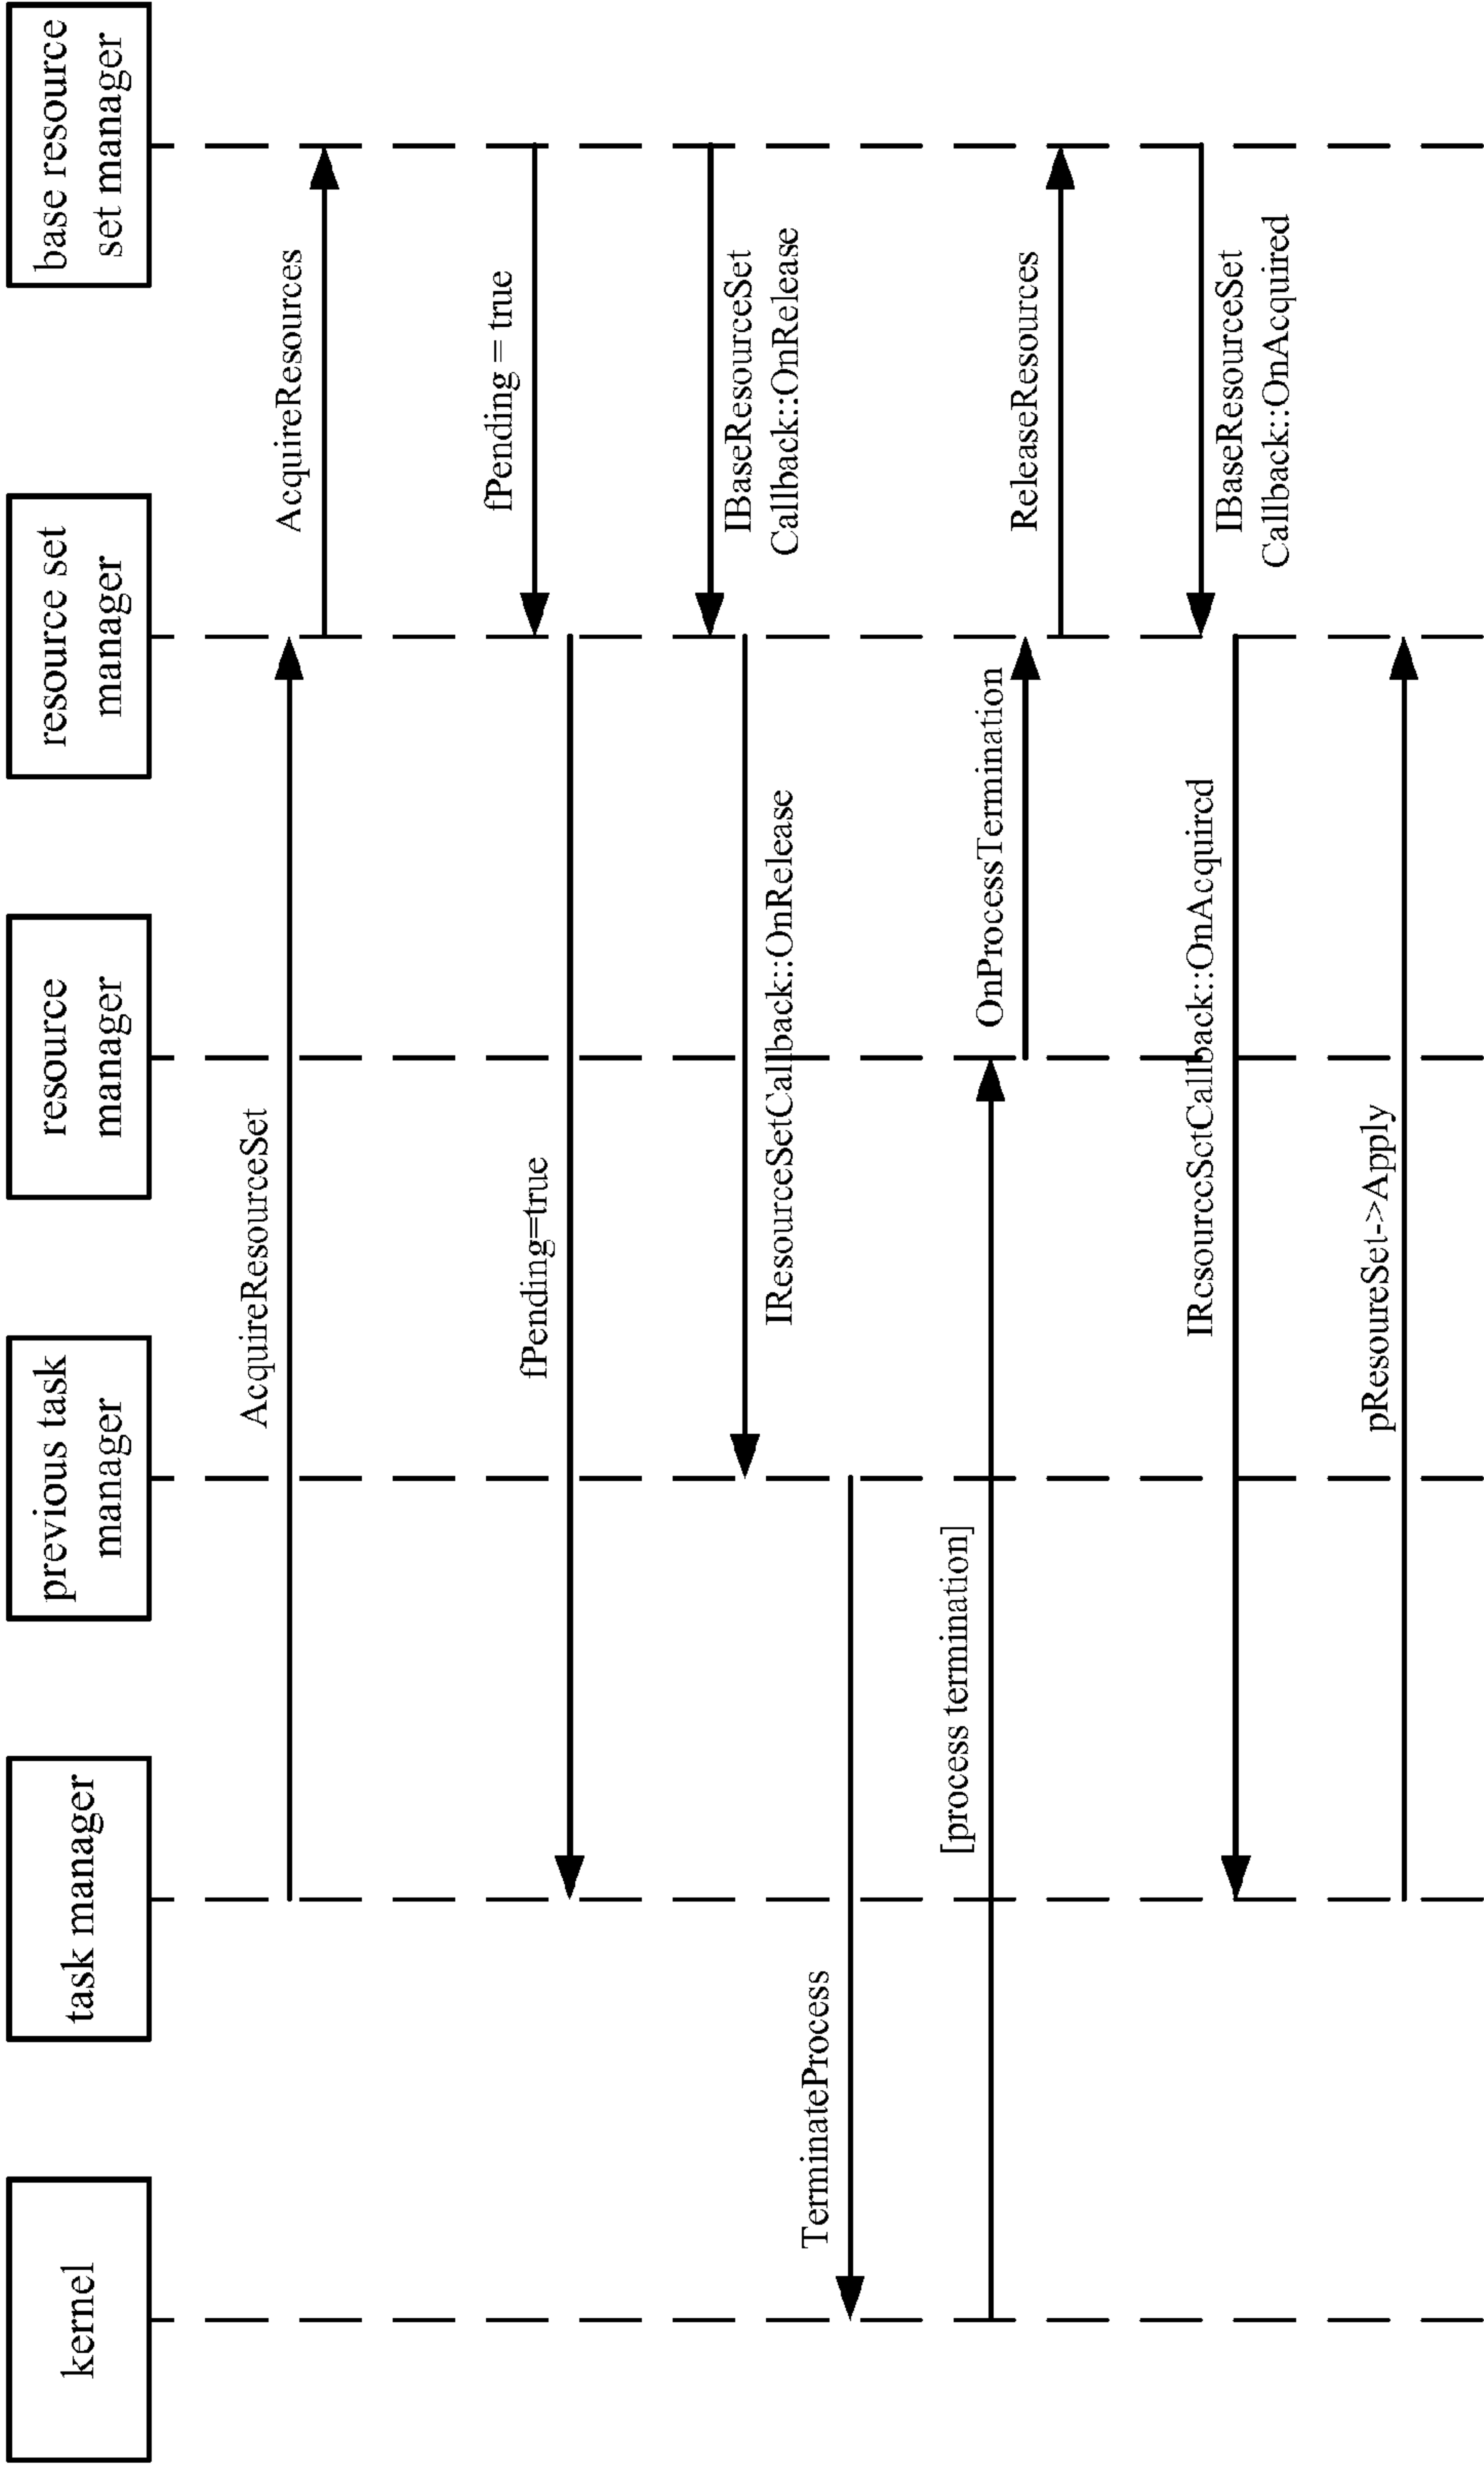 kernel
task manager
previous task
manager
resource
manager
resource set
manager
base resource
set manager
AcquireResourceSet
AcquireResources
fPending = true
fPending=true
IBaseResourceSet
Callback::OnRelease
IResourceSetCallback::OnRelease
TerminateProcess
[process termination]
OnProcessTermination
ReleaseResources
IBaseResourceSet
Callback::OnAcquired
IResourceSetCallback::OnAcquired
pResoureSet->Apply